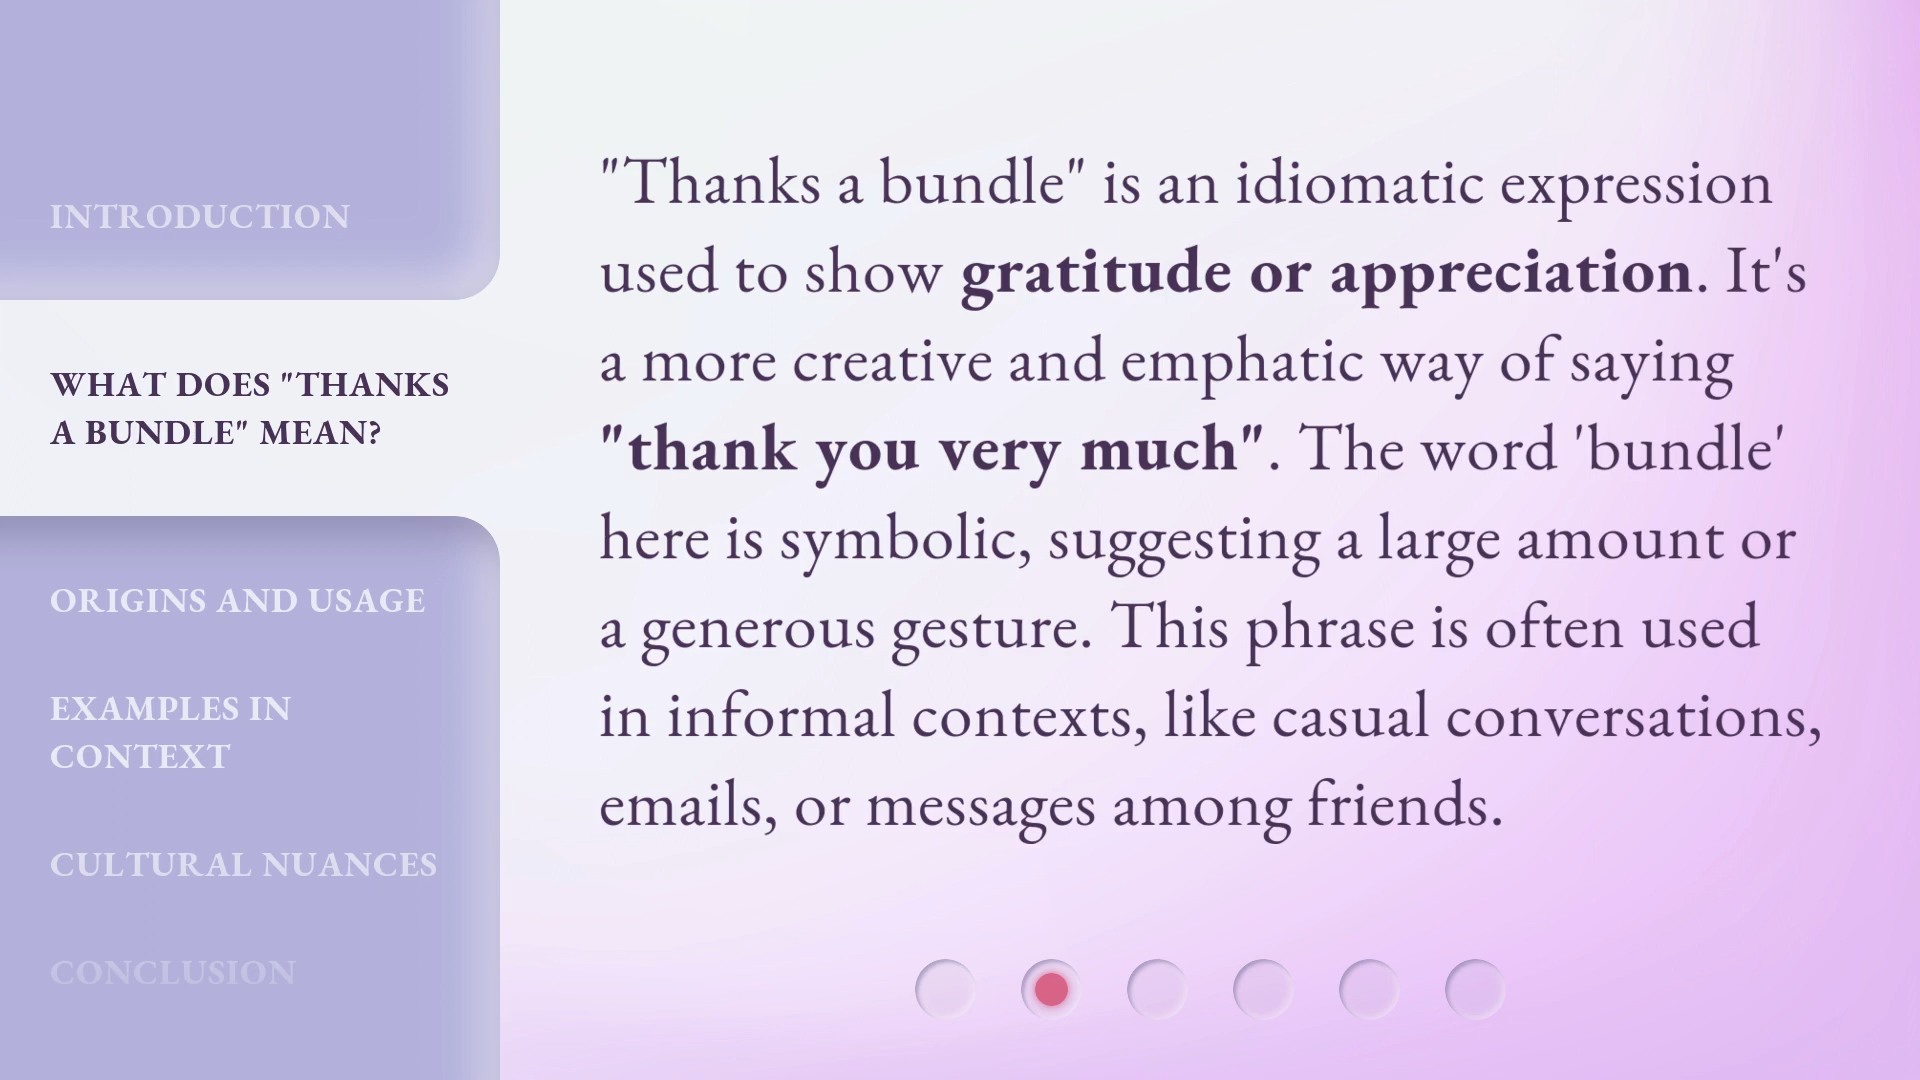 INTRODUCTION
WHAT DOES "THANKS
A BUNDLE" MEAN?
ORIGINS AND USAGE
EXAMPLES IN
CONTEXT
CULTURAL NUANCES
CONCLUSION
"Thanks a bundle" is an idiomatic expression
used to show gratitude or appreciation. It's
a more creative and emphatic way of saying
"thank you very much". The word 'bundle'
here is symbolic, suggesting a large amount or
a generous gesture. This phrase is often used
in informal contexts, like casual conversations,
emails, or messages among friends.